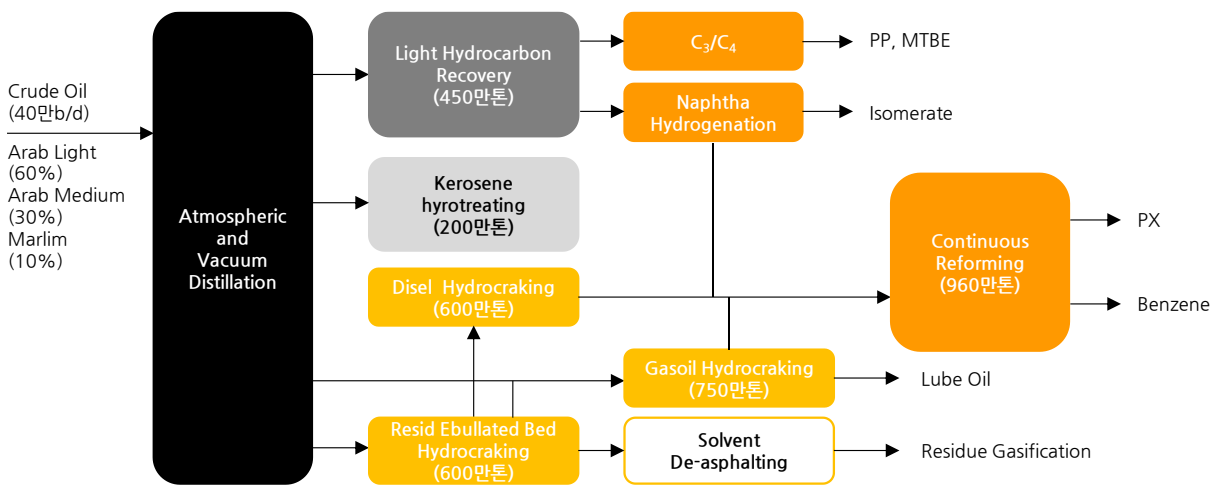 Crude Oil
(40만b/d)
Arab Light
(60%)
Arab Medium
(30%)
Marlim
(10%)
Atmospheric
and
Vacuum
Distillation
Light Hydrocarbon
Recovery
(450만톤)
C₃/C₄
PP, MTBE
Naphtha
Hydrogenation
Isomerate
Kerosene
hyrotreating
(200만톤)
Disel Hydrocraking
(600만톤)
Continuous
Reforming
(960만톤)
PX
Benzene
Gasoil Hydrocraking
(750만톤)
Lube Oil
Resid Ebullated Bed
Hydrocraking
(600만톤)
Solvent
De-asphalting
Residue Gasification